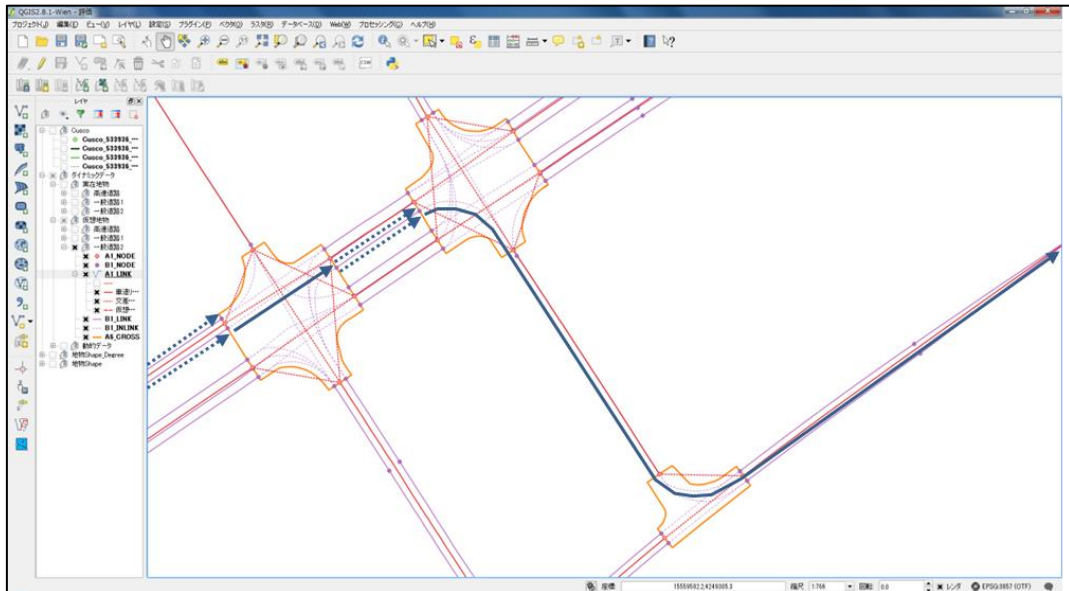 QGIS2.8.1-Wien - 評価
プロジェクト(J) 編集(E) ビュー(V) レイヤ(L) 設定(S) プラグイン(P) ベクタ(O) ラスタ(R) データベース(D) Web(W) プロセッシング(C) ヘルプ(H)
CSW
レイヤ
Cusco
Cusco_533935_...
Cusco_533935_...
Cusco_533935_...
Cusco_533935_...
ダイナミックデータ
実在地物
高速道路
一般道路1
一般道路2
仮想地物
高速道路
一般道路1
一般道路2
A1_NODE
B1_NODE
A1_LINK
車道リ...
交差...
仮想...
B1_LINK
B1_INLINK
A6_CROSS
動的データ
地物Shape_Degree
地物Shape
座標: 縮尺 1:766 回転: 0.0 レンダ EPSG:3857 (OTF)